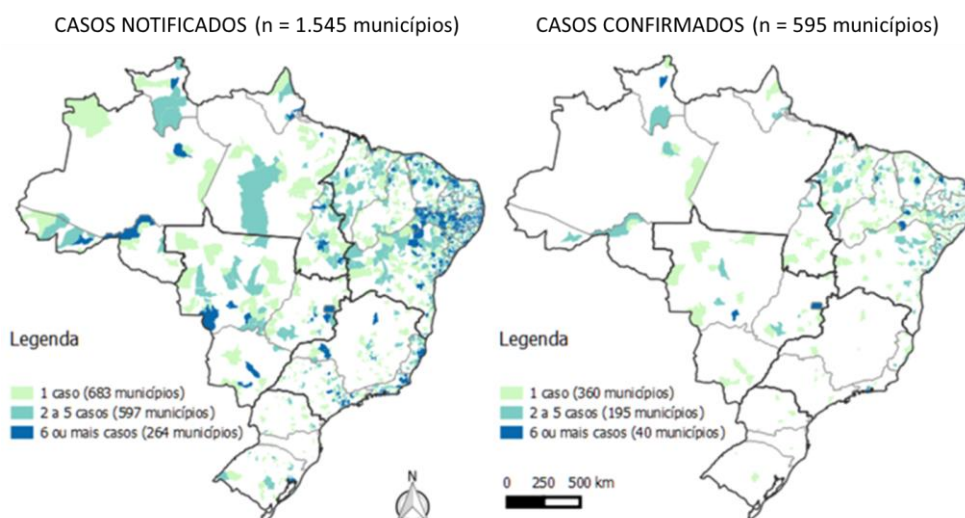 CASOS NOTIFICADOS (n = 1.545 municípios)
CASOS CONFIRMADOS (n = 595 municípios)
Legenda
1 caso (683 municípios)
2 a 5 casos (597 municípios)
6 ou mais casos (264 municípios)
N
Legenda
1 caso (360 municípios)
2 a 5 casos (195 municípios)
6 ou mais casos (40 municípios)
0 250 500 km